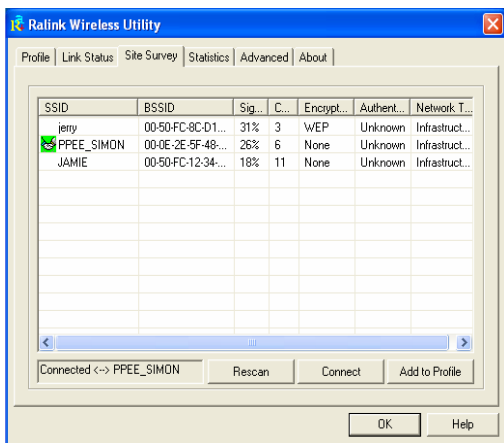 Ralink Wireless Utility
Profile Link Status Site Survey Statistics Advanced About
SSID BSSID Sig... C... Encrypt... Authent... Network T...
jerry 00-50-FC-8C-D1... 31% 3 WEP Unknown Infrastruct...
PPEE_SIMON 00-0E-2E-5F-48-... 26% 6 None Unknown Infrastruct...
JAMIE 00-50-FC-12-34-... 18% 11 None Unknown Infrastruct...
Connected <--> PPEE_SIMON Rescan Connect Add to Profile
OK Help